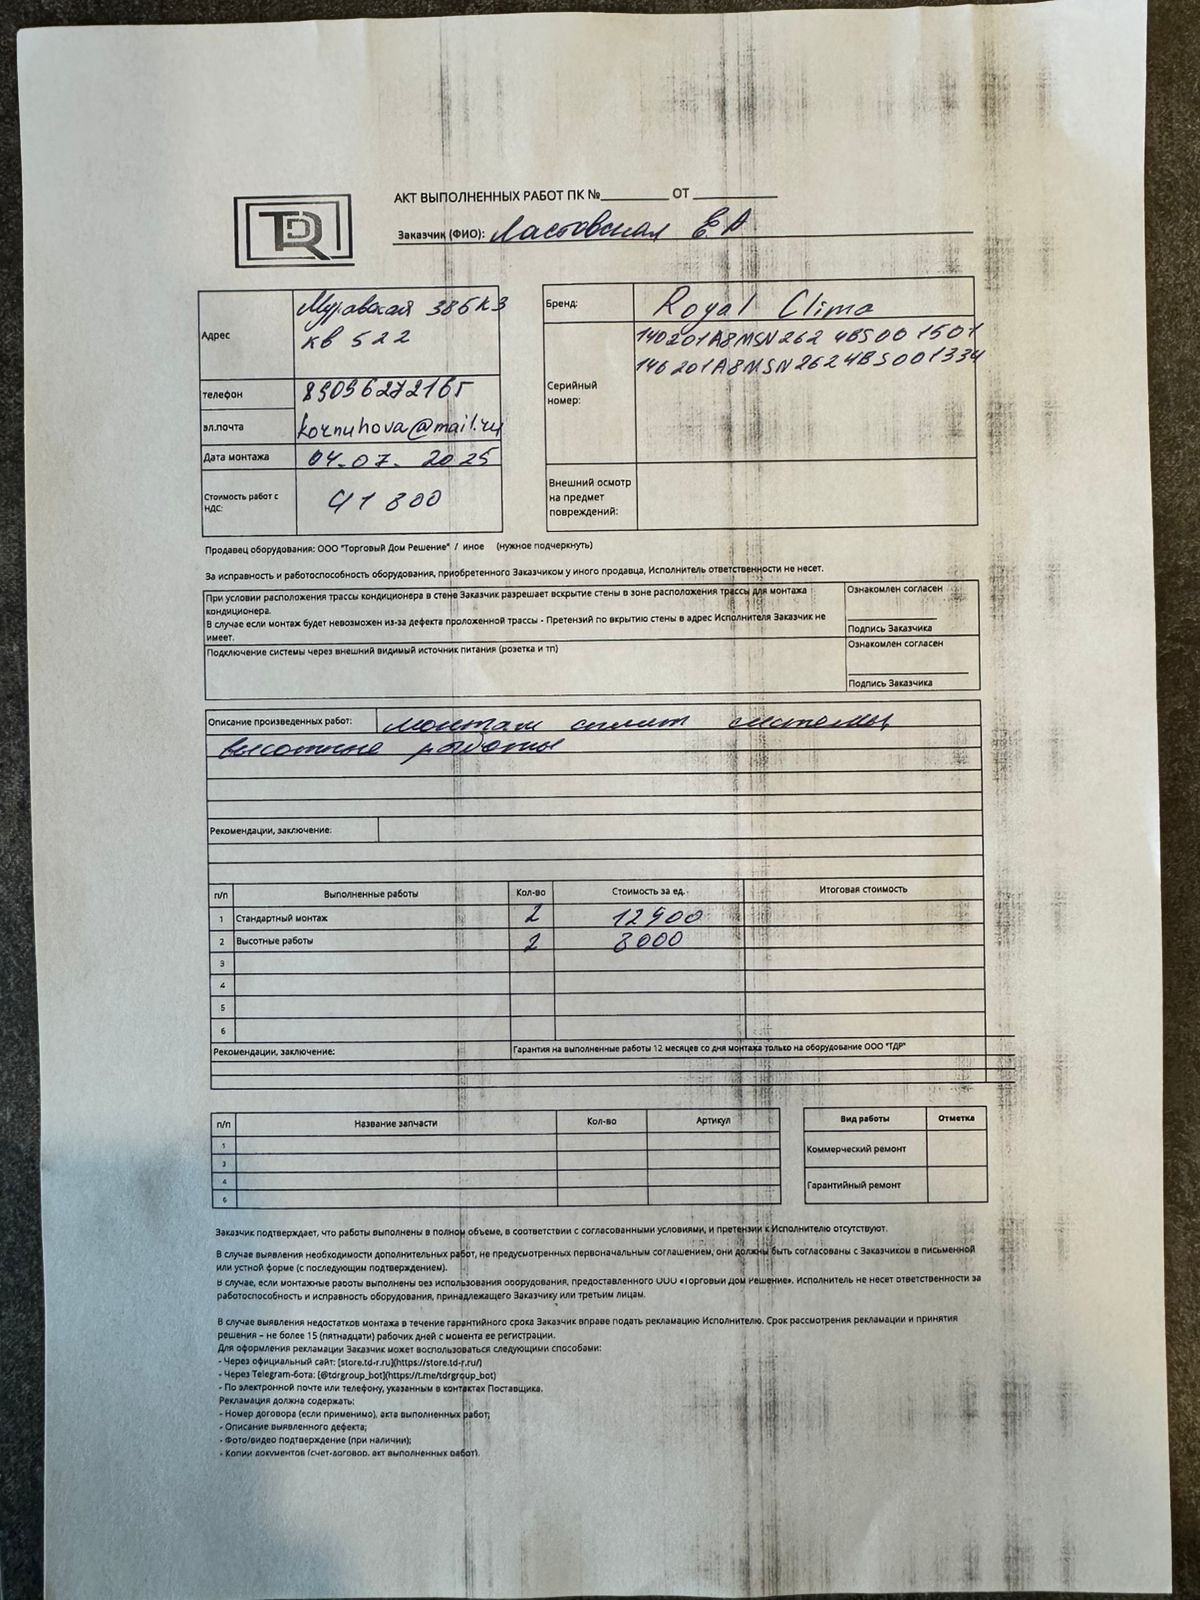 TDR
АКТ ВЫПОЛНЕННЫХ РАБОТ ПК №________ ОТ __________
Заказчик (ФИО): Ластовская Е А
Адрес Муравская 38Бк3
кв 522
телефон 89096272165
эл.почта kornuhova@mail.ru
Дата монтажа 04.07. 2025
Стоимость работ с НДС: 41 800
Бренд: Royal Clima
Серийный номер: 140201A8MSN2624BS001501
146201A8MSN2624BS001334
Внешний осмотр на предмет повреждений:
Продавец оборудования: ООО "Торговый Дом Решение" / иное (нужное подчеркнуть)
За исправность и работоспособность оборудования, приобретенного Заказчиком у иного продавца, Исполнитель ответственности не несет.
При условии расположения трассы кондиционера в стене Заказчик разрешает вскрытие стены в зоне расположения трассы для монтажа
кондиционера.
В случае если монтаж будет невозможен из-за дефекта проложенной трассы - Претензий по вкрытию стены в адрес Исполнителя Заказчик не
имеет.
Ознакомлен согласен
Подпись Заказчика
Подключение системы через внешний видимый источник питания (розетка и тп)
Ознакомлен согласен
Подпись Заказчика
Описание произведенных работ: монтаж сплит системы,
высотные работы
Рекомендации, заключение:
п/п Выполненные работы Кол-во Стоимость за ед. Итоговая стоимость
1 Стандартный монтаж 2 12900
2 Высотные работы 2 8000
3
4
5
6
Рекомендации, заключение: Гарантия на выполненные работы 12 месяцев со дня монтажа только на оборудование ООО "ТДР"
п/п Название запчасти Кол-во Артикул
1
3
4
6
Вид работы Отметка
Коммерческий ремонт
Гарантийный ремонт
Заказчик подтверждает, что работы выполнены в полном объеме, в соответствии с согласованными условиями, и претензии к Исполнителю отсутствуют.
В случае выявления необходимости дополнительных работ, не предусмотренных первоначальным соглашением, они должны быть согласованы с Заказчиком в письменной
или устной форме (с последующим подтверждением).
В случае, если монтажные работы выполнены без использования оборудования, предоставленного ООО «Торговый Дом Решение», Исполнитель не несет ответственности за
работоспособность и исправность оборудования, принадлежащего Заказчику или третьим лицам.
В случае выявления недостатков монтажа в течение гарантийного срока Заказчик вправе подать рекламацию Исполнителю. Срок рассмотрения рекламации и принятия
решения – не более 15 (пятнадцати) рабочих дней с момента ее регистрации.
Для оформления рекламации Заказчик может воспользоваться следующими способами:
- Через официальный сайт: [store.td-r.ru](https://store.td-r.ru/)
- Через Telegram-бота: [@tdrgroup_bot](https://t.me/tdrgroup_bot)
- По электронной почте или телефону, указанным в контактах Поставщика.
Рекламация должна содержать:
- Номер договора (если применимо), акта выполненных работ;
- Описание выявленного дефекта;
- Фото/видео подтверждение (при наличии);
- Копии документов (счет-договор, акт выполненных работ).